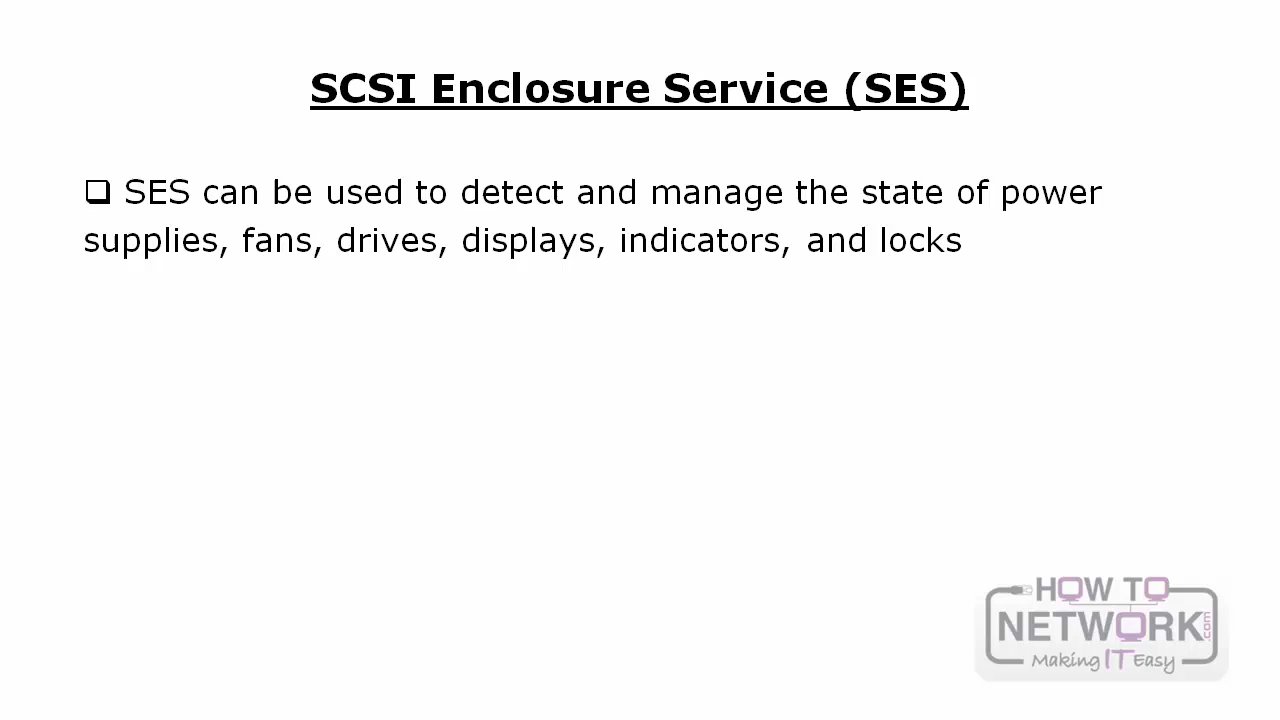 SCSI Enclosure Service (SES)
❑ SES can be used to detect and manage the state of power
supplies, fans, drives, displays, indicators, and locks
HOW TO
NETWORK.com
Making IT Easy